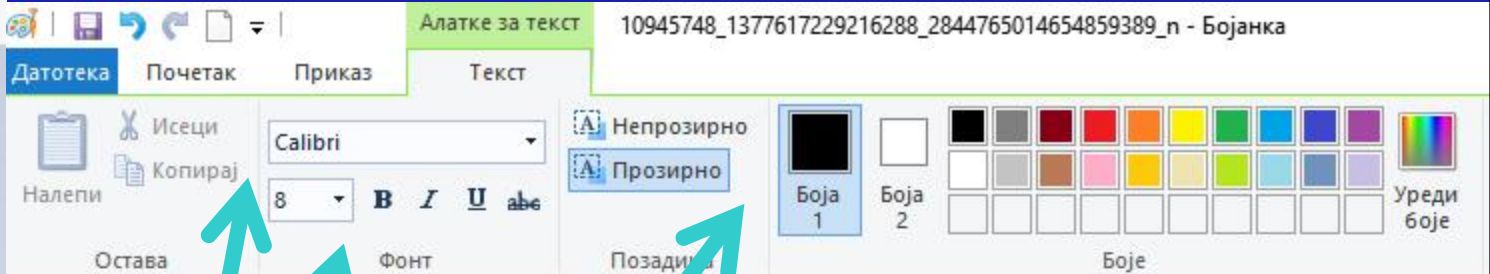 Алатке за текст 10945748_1377617229216288_2844765014654859389_n - Бојанка
Датотека Почетак Приказ Текст
Исеци
Копирај
Налепи
Остава
Calibri
8 B I U abc
Фонт
A Непрозирно
A Прозирно
Позадина
Боја
1
Боја
2
Уреди
боје
Боје